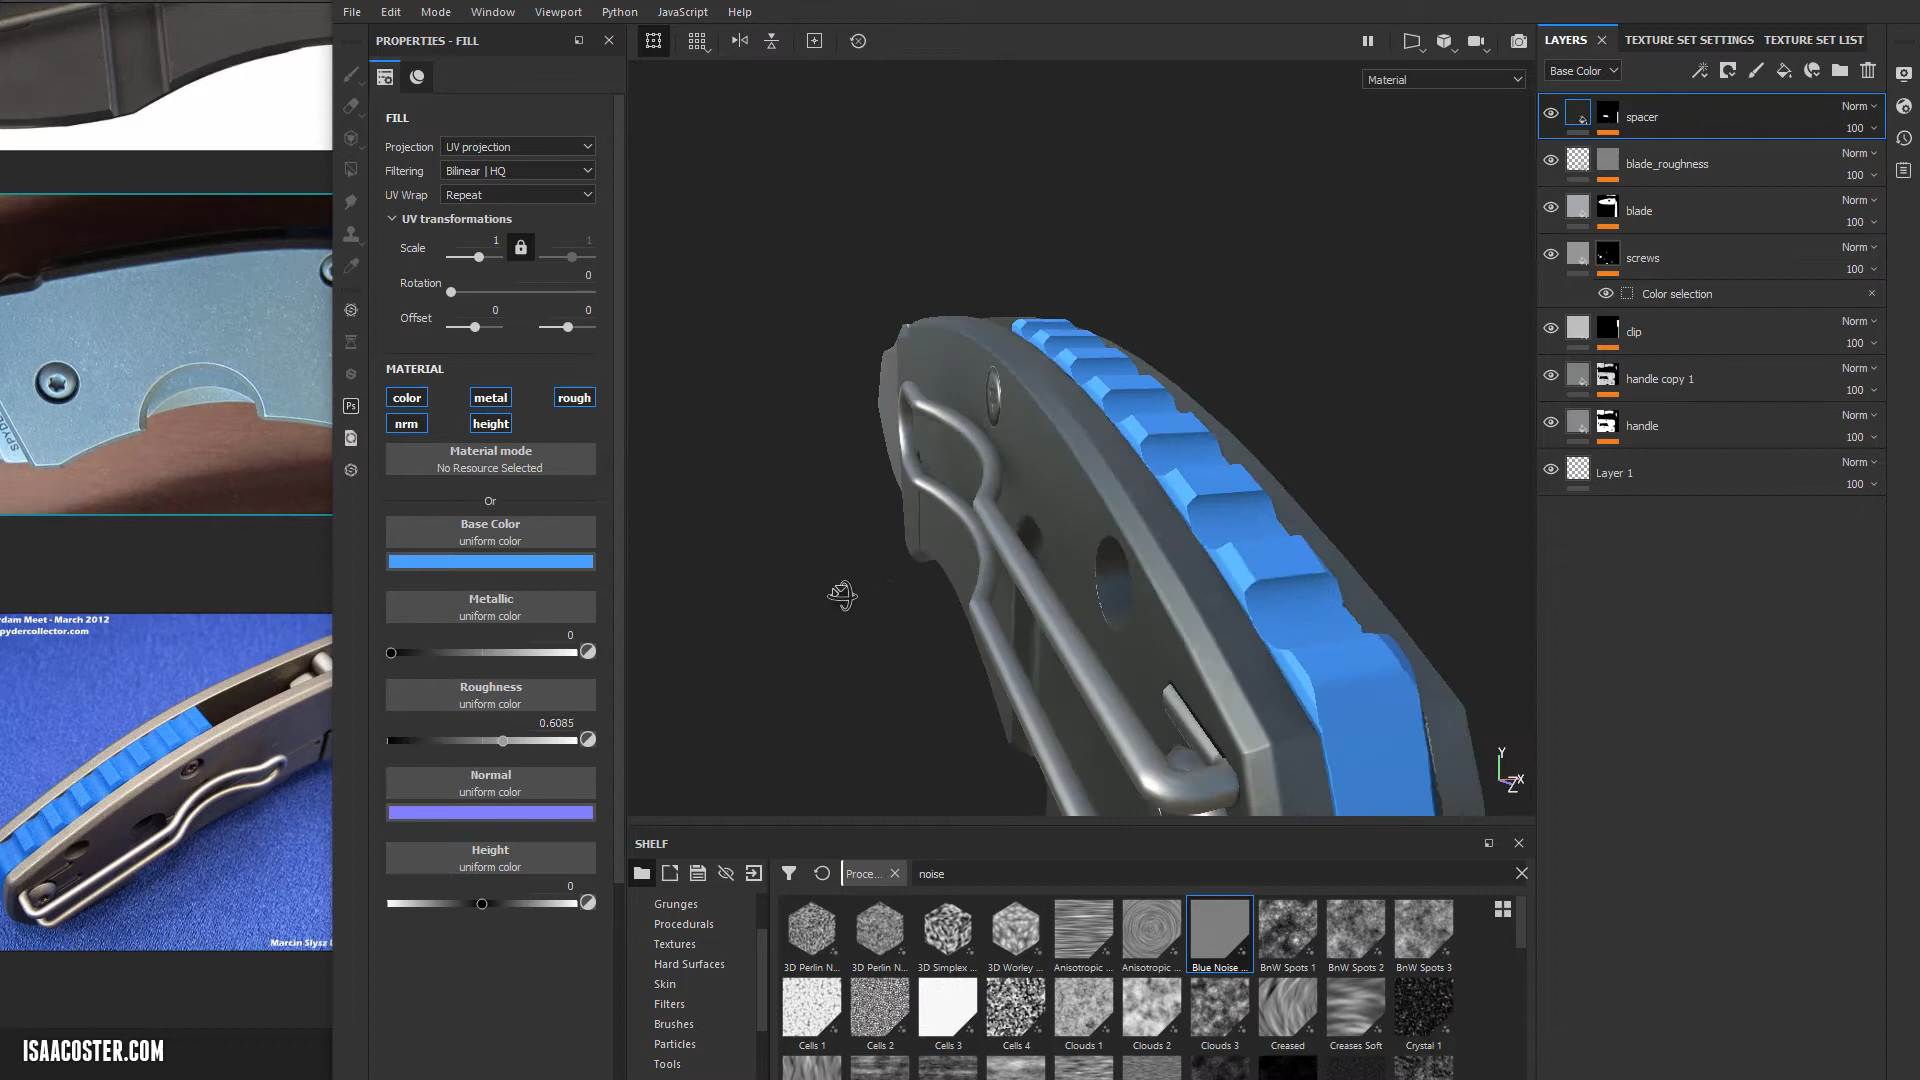 File Edit Mode Window Viewport Python JavaScript Help
PROPERTIES - FILL
FILL
Projection UV projection
Filtering Bilinear | HQ
UV Wrap Repeat
UV transformations
Scale 1 1
Rotation 0
Offset 0 0
MATERIAL
color metal rough
nrm height
Material mode
No Resource Selected
Or
Base Color
uniform color
Metallic
uniform color
0
Roughness
uniform color
0.6085
Normal
uniform color
Height
uniform color
0
Material
Y
X
Z
SHELF
Proce... noise
Grunges
Procedurals
Textures
Hard Surfaces
Skin
Filters
Brushes
Particles
Tools
3D Perlin N... 3D Perlin N... 3D Simplex ... 3D Worley ... Anisotropic ... Anisotropic ... Blue Noise ... BnW Spots 1 BnW Spots 2 BnW Spots 3
Cells 1 Cells 2 Cells 3 Cells 4 Clouds 1 Clouds 2 Clouds 3 Creased Creases Soft Crystal 1
LAYERS TEXTURE SET SETTINGS TEXTURE SET LIST
Base Color
spacer Norm 100
blade_roughness Norm 100
blade Norm 100
screws Norm 100
Color selection
clip Norm 100
handle copy 1 Norm 100
handle Norm 100
Layer 1 Norm 100
Ps
SPYD
rdam Meet - March 2012
pydercollector.com
Marcin Slysz
ISAACOSTER.COM